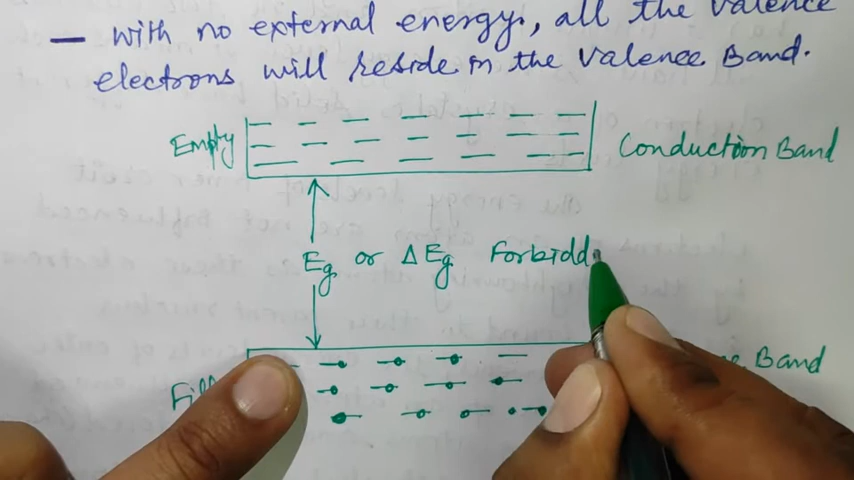 — with no external energy, all the valence
electrons will reside in the Valence Band.
Empty Conduction Band
Eg or ΔEg Forbidd
Fill Band